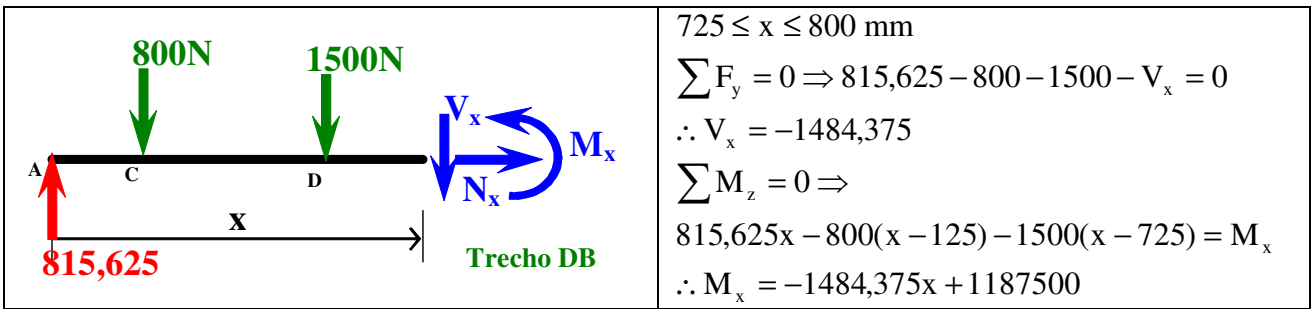 800N
1500N
Vx
Mx
A
C
D
Nx
x
815,625
Trecho DB
725 ≤ x ≤ 800 mm
∑Fy = 0 ⇒ 815,625 − 800 − 1500 − Vx = 0
∴ Vx = −1484,375
∑Mz = 0 ⇒
815,625x − 800(x − 125) − 1500(x − 725) = Mx
∴ Mx = −1484,375x + 1187500